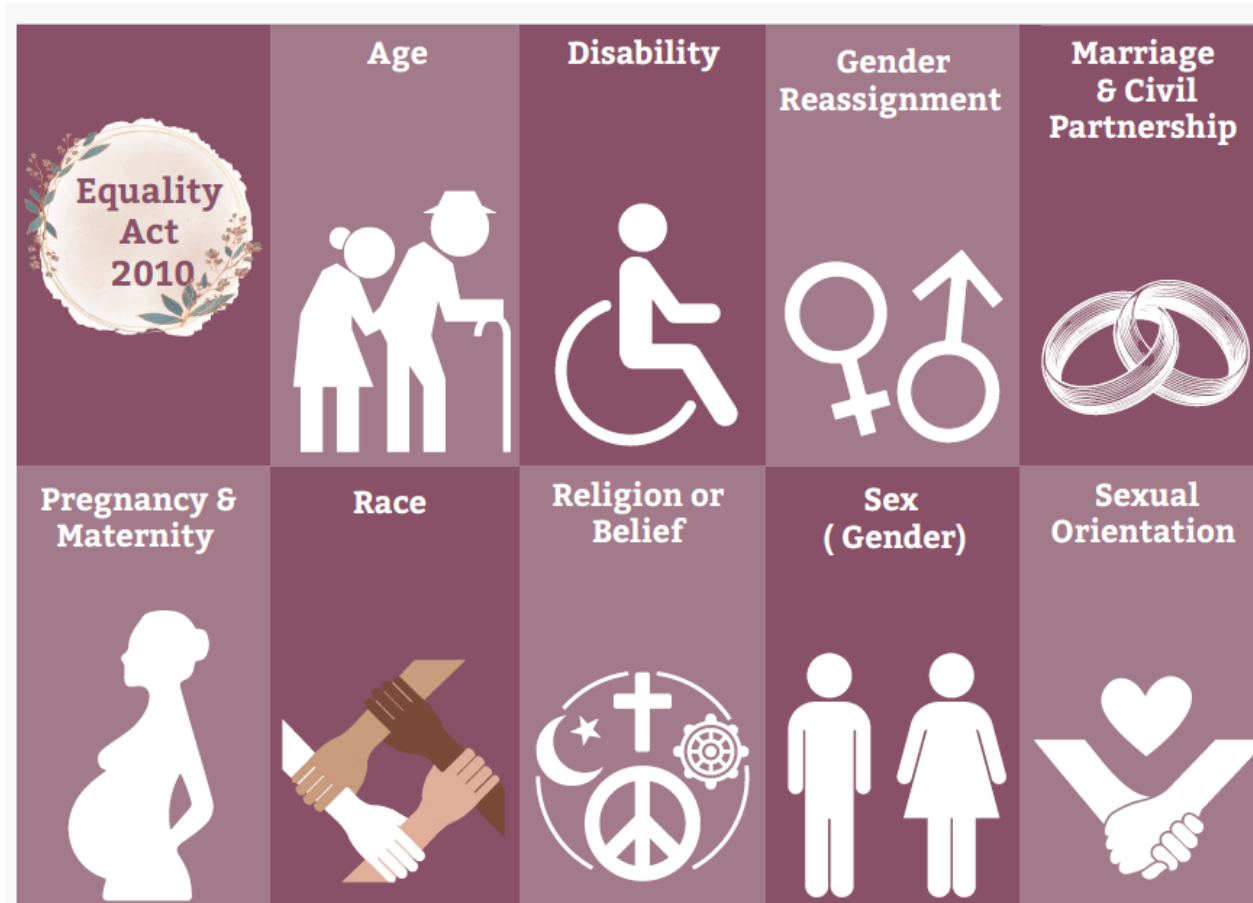 Equality
Act
2010
Age
Disability
Gender
Reassignment
Marriage
& Civil
Partnership
Pregnancy &
Maternity
Race
Religion or
Belief
Sex
( Gender)
Sexual
Orientation